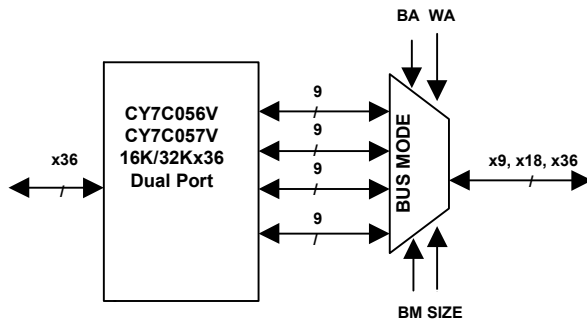 BA WA
x36
CY7C056V
CY7C057V
16K/32Kx36
Dual Port
9
9
9
9
BUS MODE
x9, x18, x36
BM SIZE